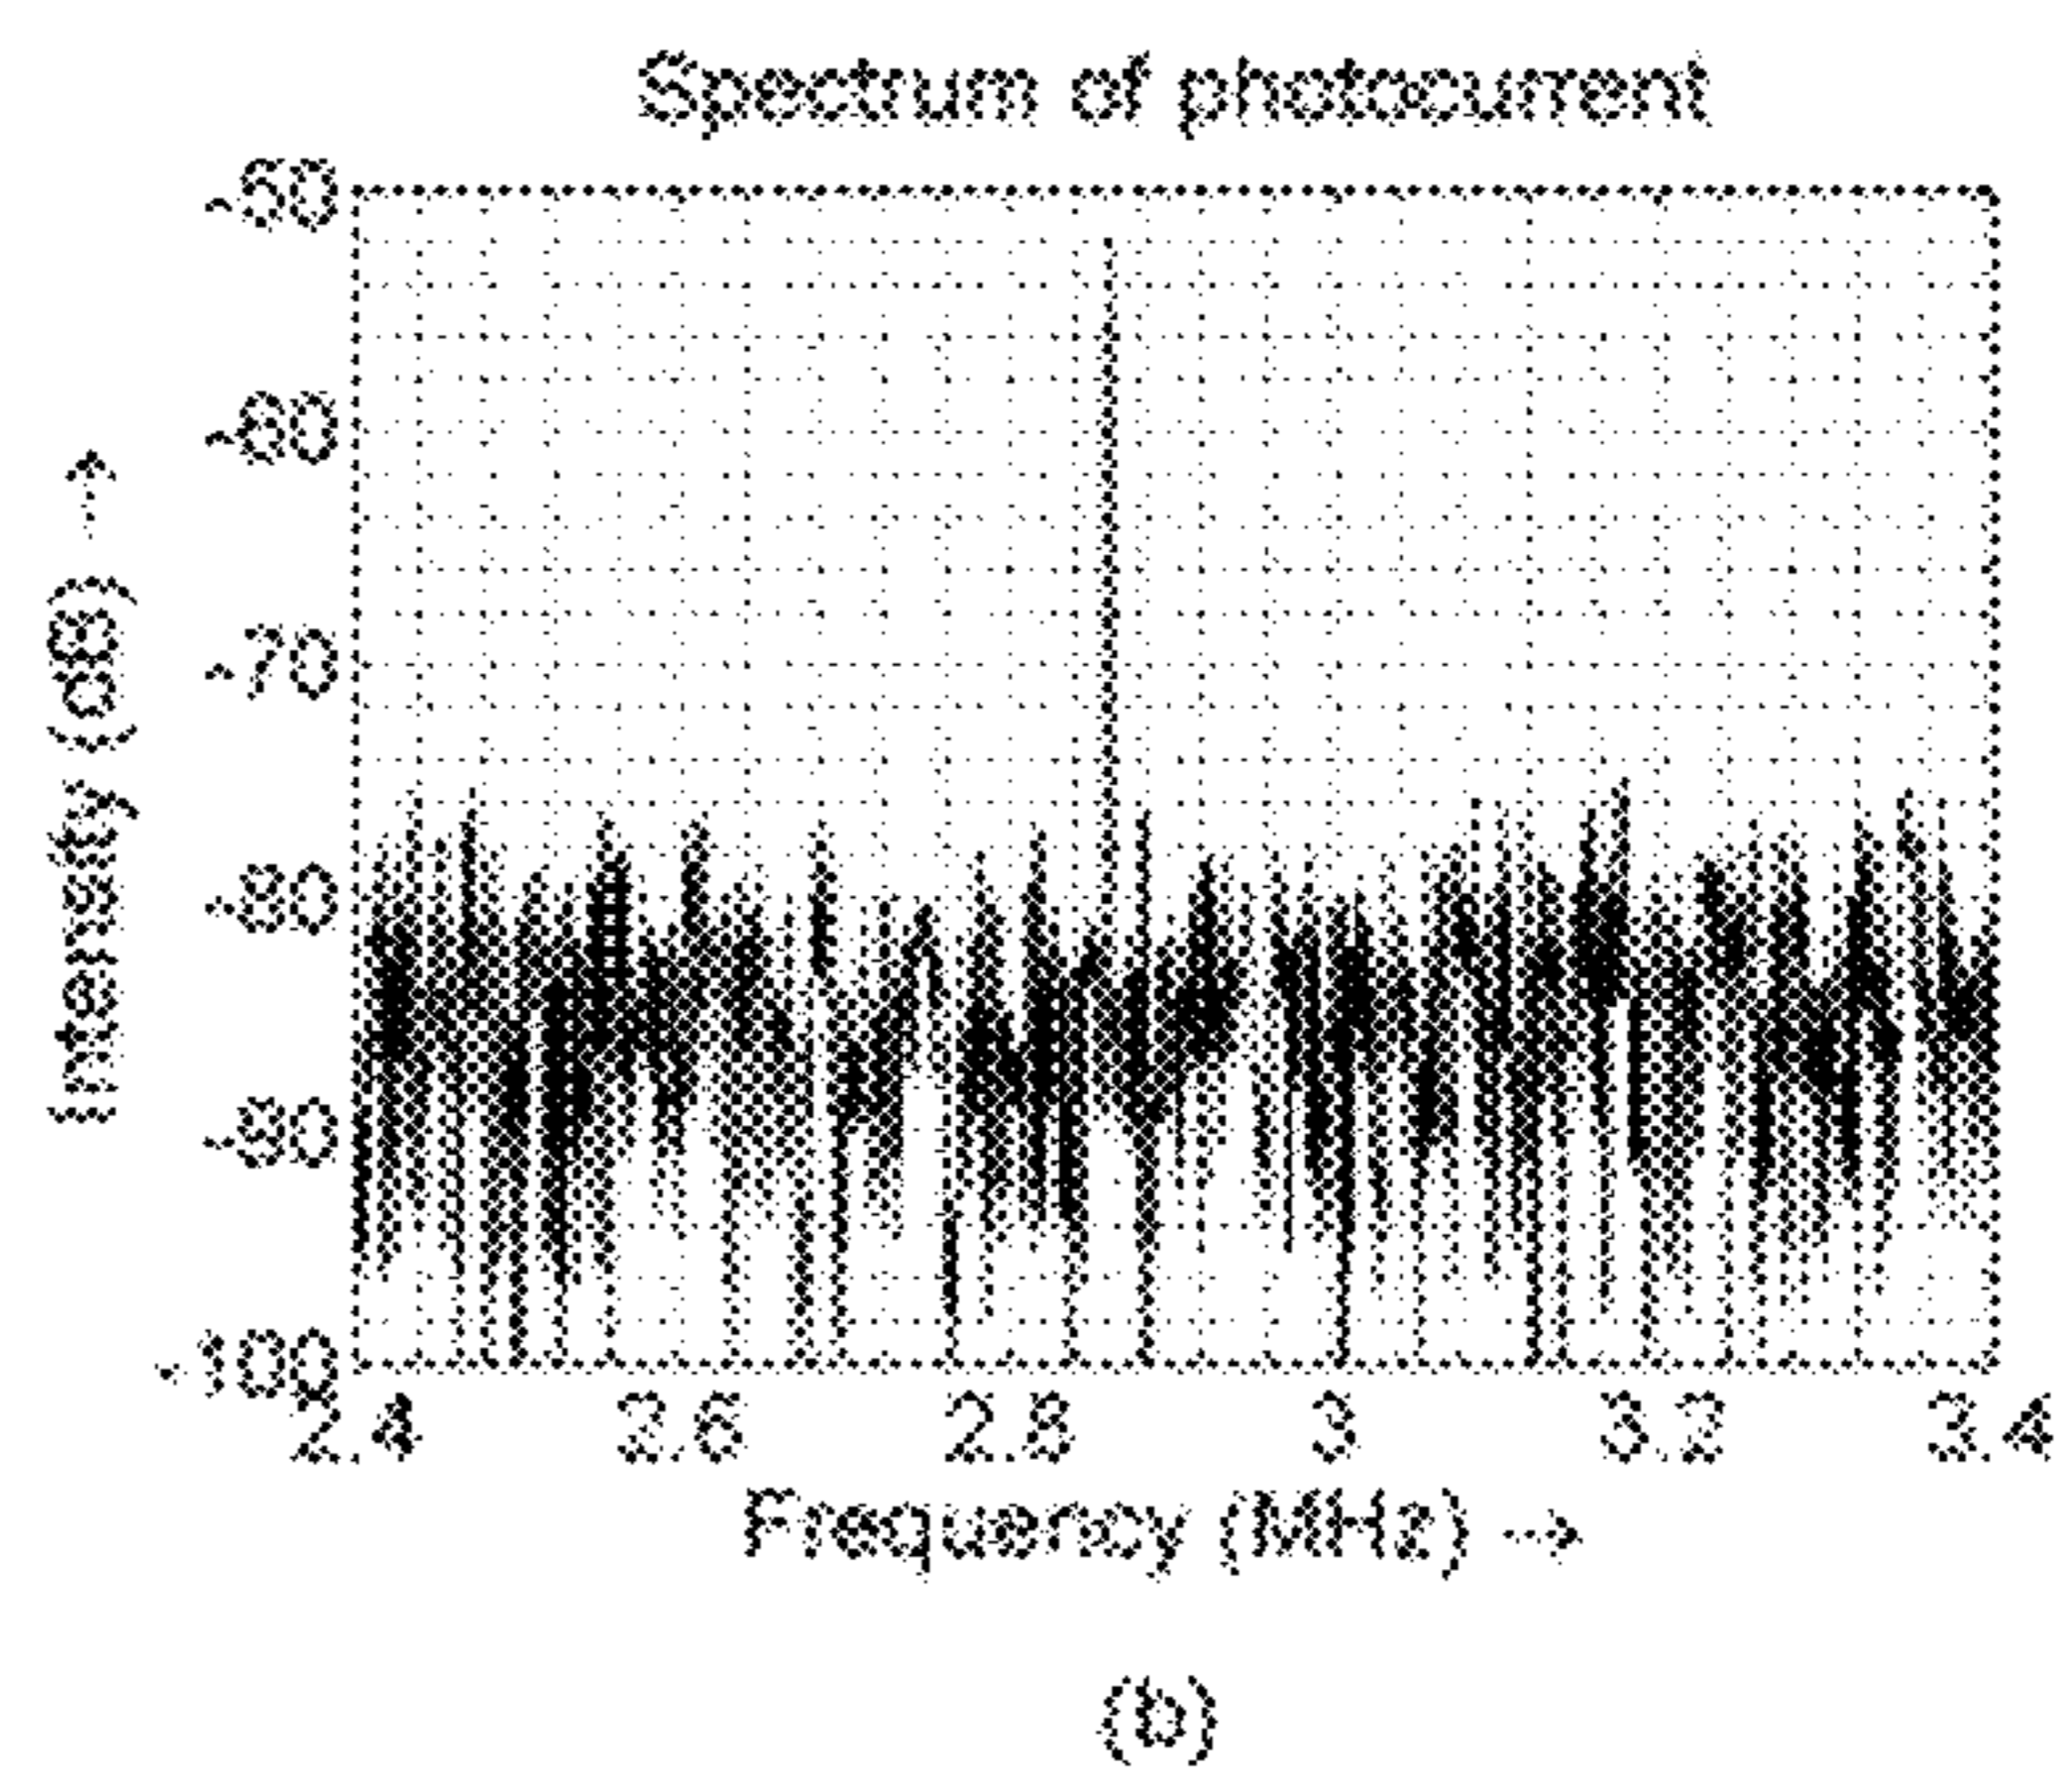 Spectrum of photocurrent
-50
-60
-70
-80
-90
-100
Intensity (dB) -->
2.4 2.6 2.8 3 3.2 3.4
Frequency (MHz) -->
(b)